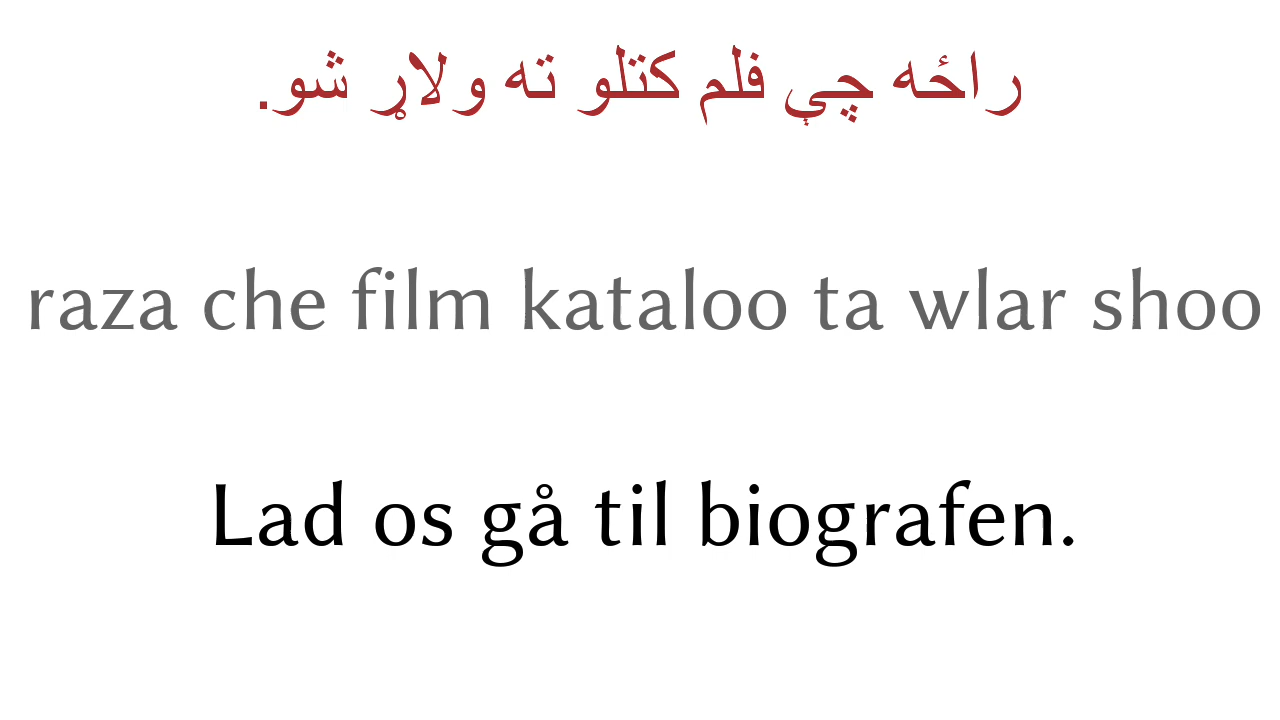 راځه چې فلم کتلو ته ولاړ شو.
raza che film kataloo ta wlar shoo
Lad os gå til biografen.